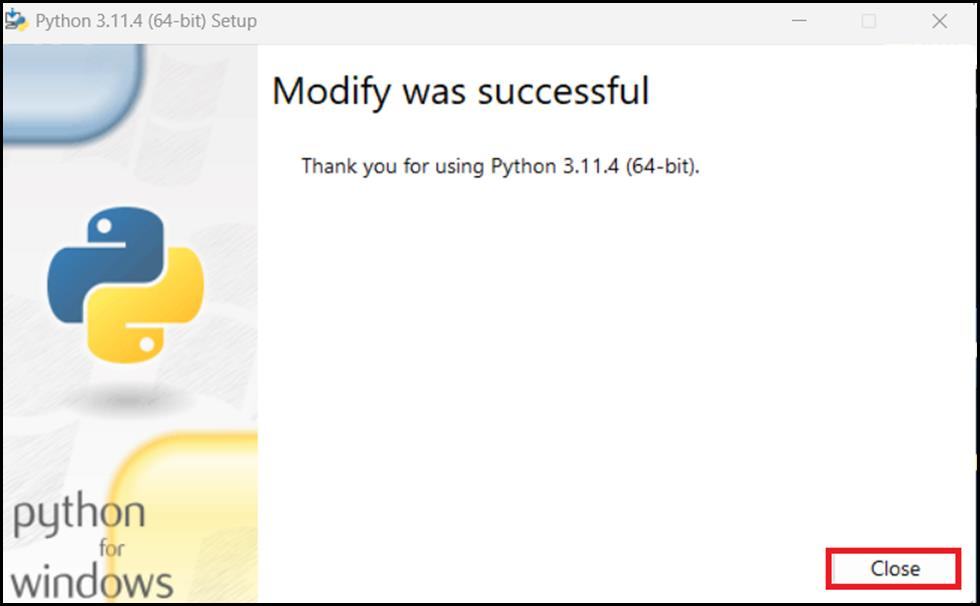 Python 3.11.4 (64-bit) Setup
Modify was successful
Thank you for using Python 3.11.4 (64-bit).
python
for
windows
Close